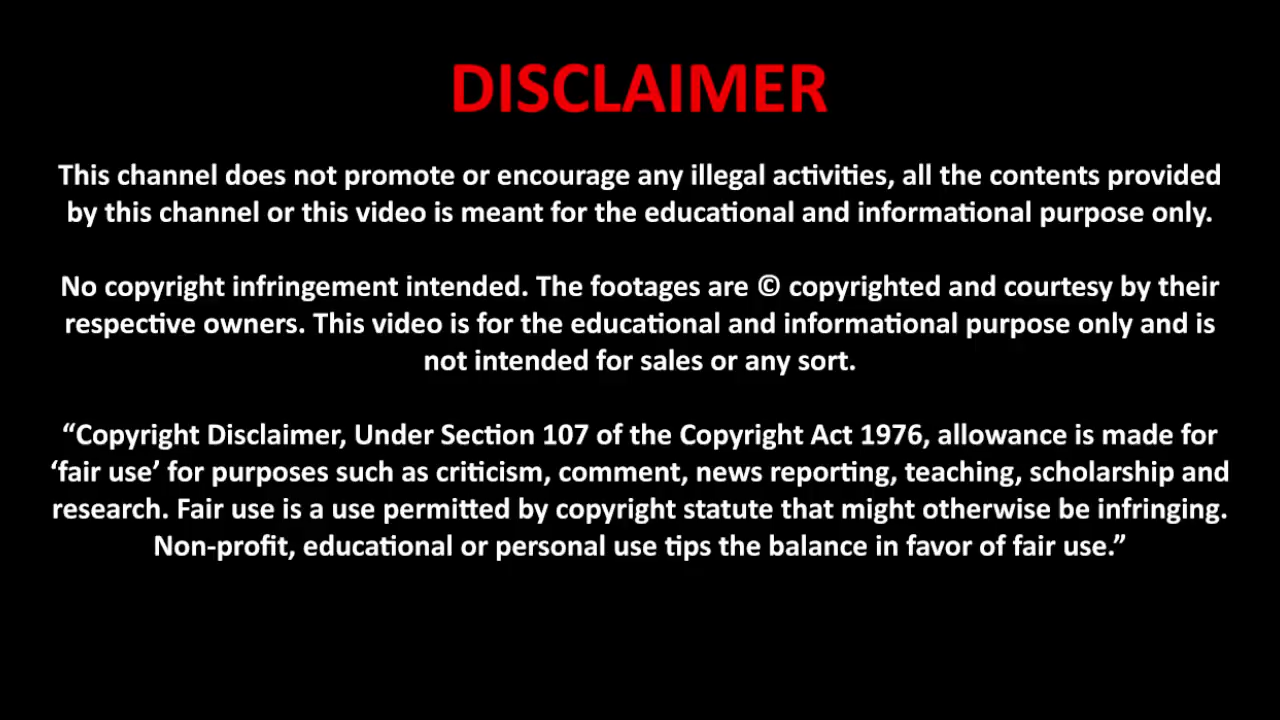 DISCLAIMER
This channel does not promote or encourage any illegal activities, all the contents provided
by this channel or this video is meant for the educational and informational purpose only.
No copyright infringement intended. The footages are © copyrighted and courtesy by their
respective owners. This video is for the educational and informational purpose only and is
not intended for sales or any sort.
“Copyright Disclaimer, Under Section 107 of the Copyright Act 1976, allowance is made for
‘fair use’ for purposes such as criticism, comment, news reporting, teaching, scholarship and
research. Fair use is a use permitted by copyright statute that might otherwise be infringing.
Non-profit, educational or personal use tips the balance in favor of fair use.”